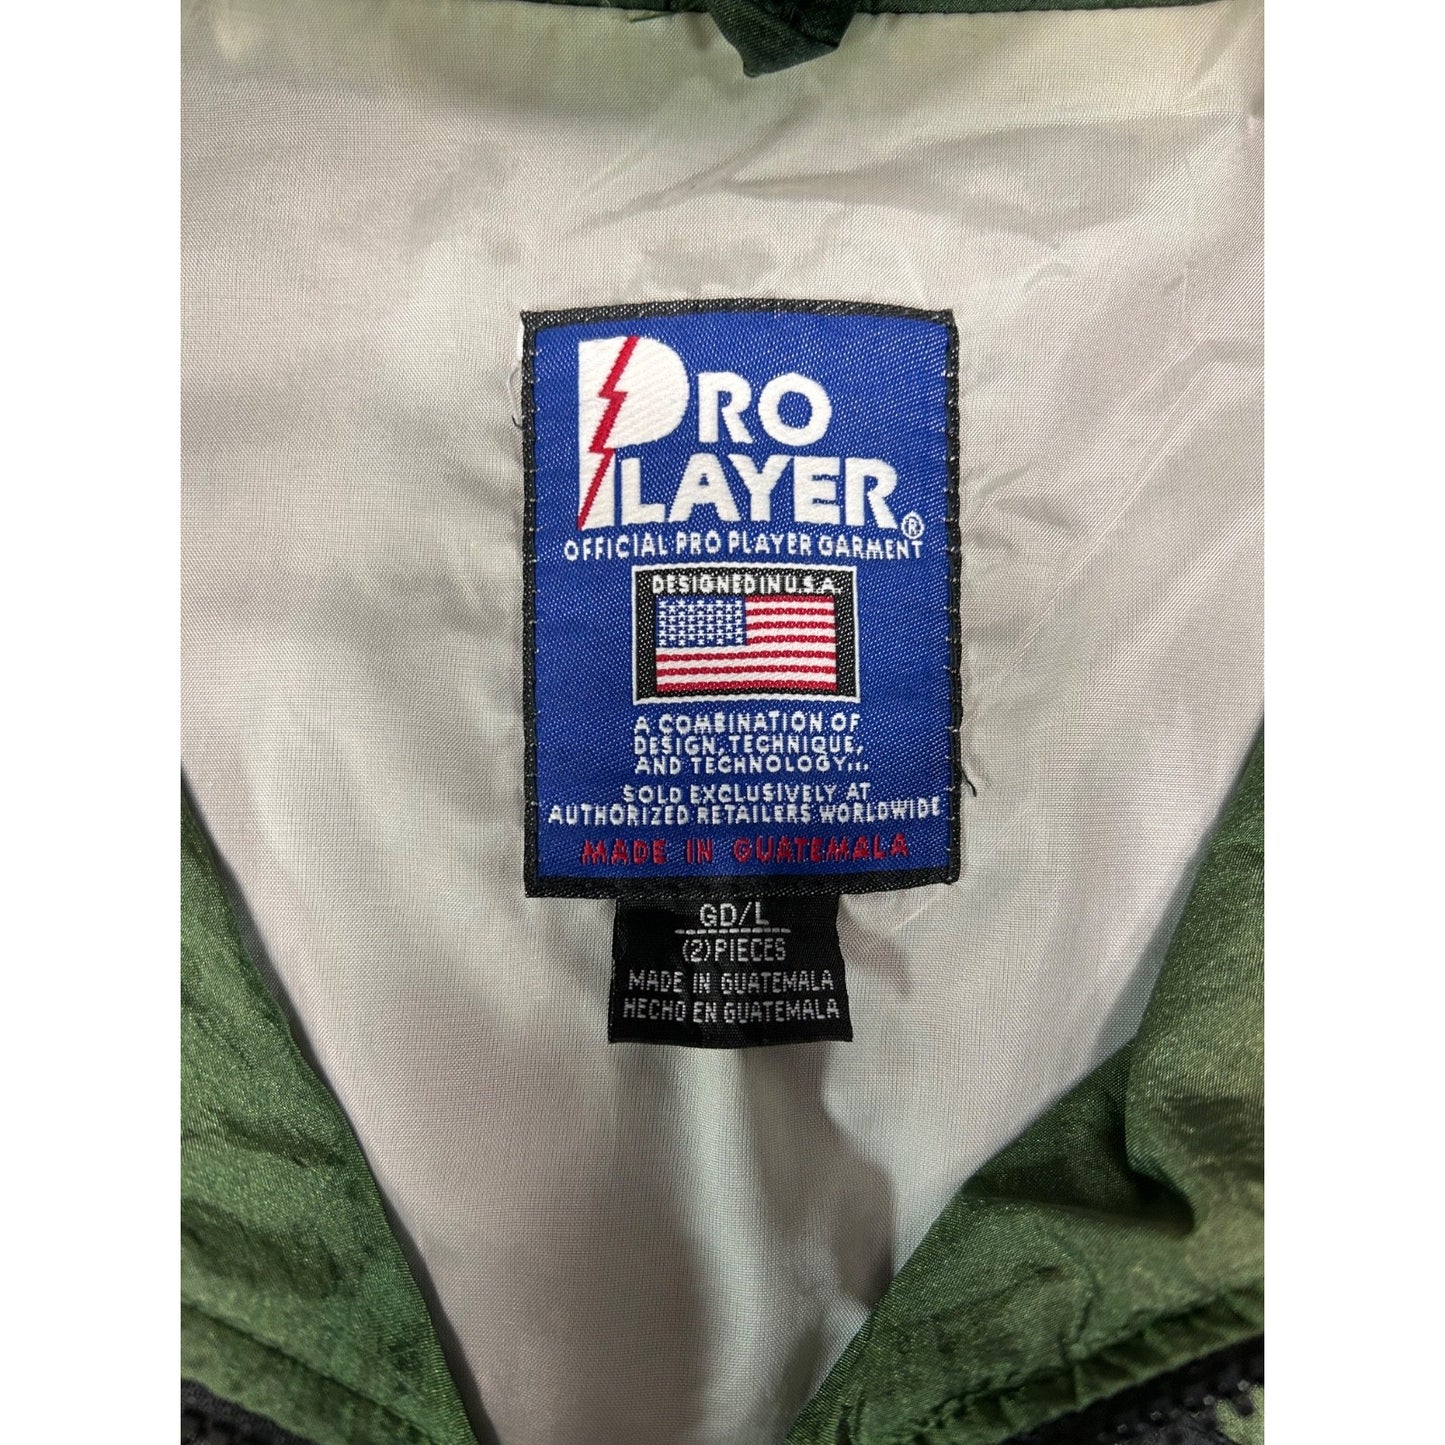 PRO
PLAYER®
OFFICIAL PRO PLAYER GARMENT
DESIGNED IN U.S.A.
A COMBINATION OF
DESIGN, TECHNIQUE,
AND TECHNOLOGY...
SOLD EXCLUSIVELY AT
AUTHORIZED RETAILERS WORLDWIDE
MADE IN GUATEMALA
GD/L
(2) PIECES
MADE IN GUATEMALA
HECHO EN GUATEMALA